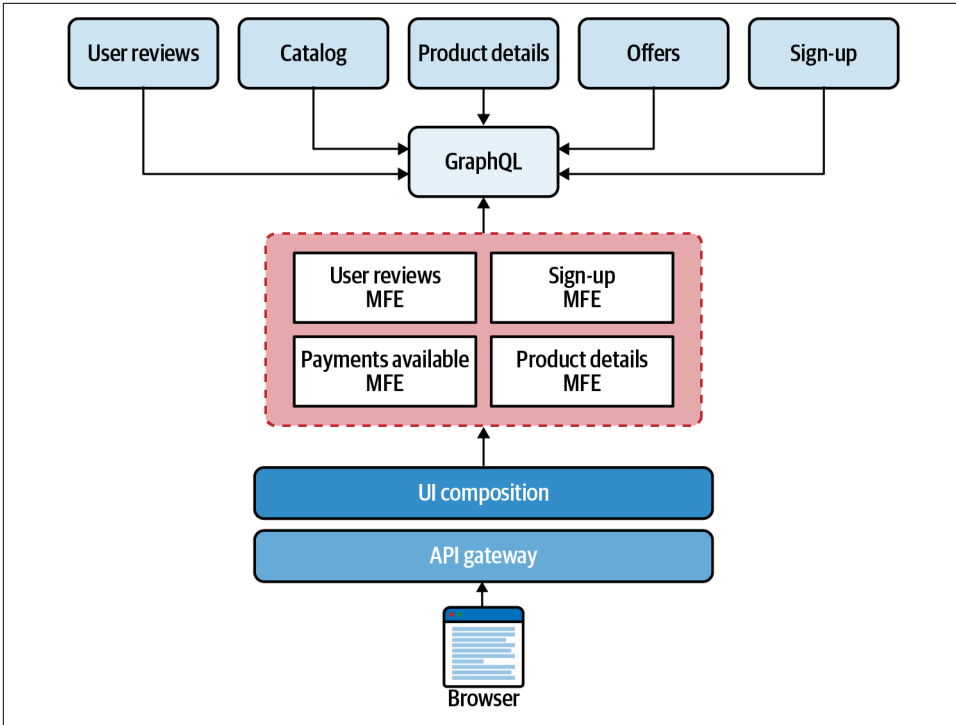 User reviews
Catalog
Product details
Offers
Sign-up
GraphQL
User reviews
MFE
Sign-up
MFE
Payments available
MFE
Product details
MFE
UI composition
API gateway
Browser